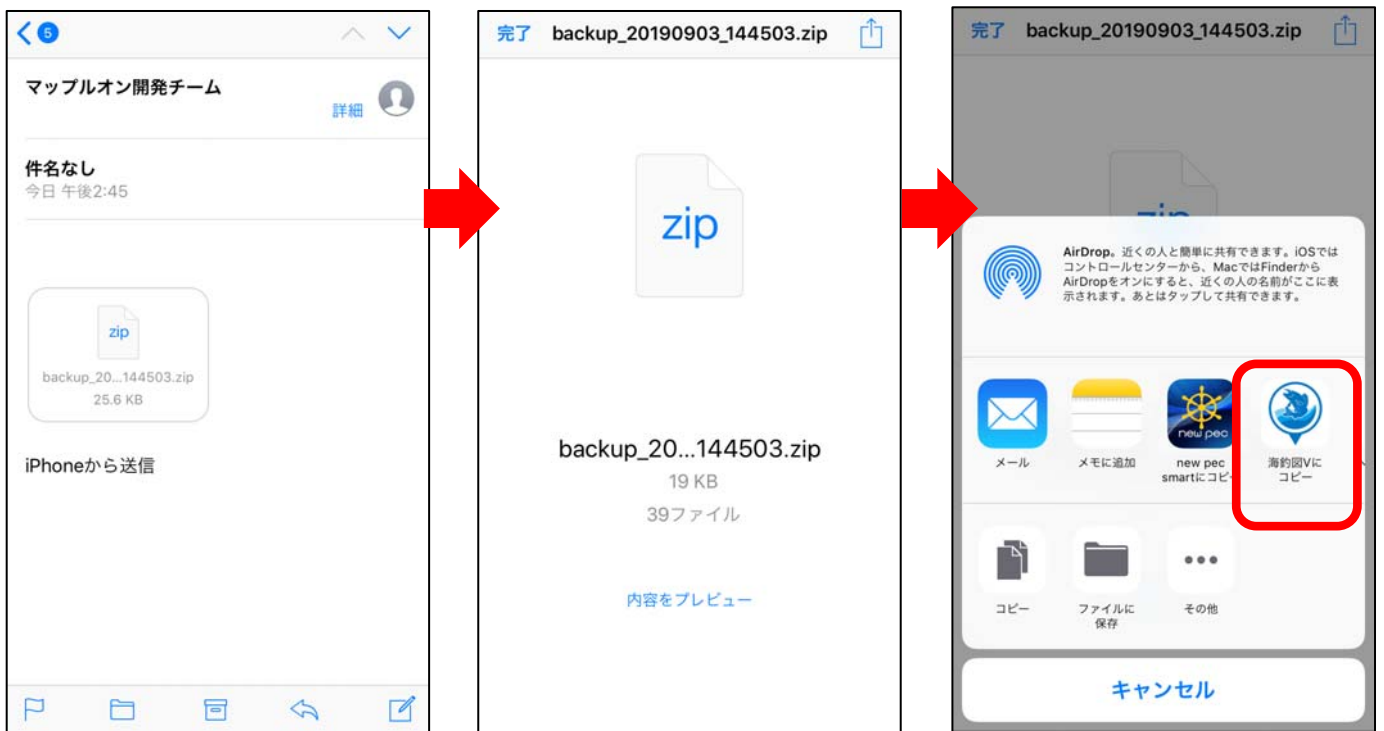 5
マップルオン開発チーム
詳細
件名なし
今日 午後2:45
zip
backup_20...144503.zip
25.6 KB
iPhoneから送信
完了 backup_20190903_144503.zip
zip
backup_20...144503.zip
19 KB
39ファイル
内容をプレビュー
完了 backup_20190903_144503.zip
zip
AirDrop。近くの人と簡単に共有できます。iOSでは
コントロールセンターから、MacではFinderから
AirDropをオンにすると、近くの人の名前がここに表
示されます。あとはタップして共有できます。
メール
メモに追加
new pec
new pec
smartにコピー
海釣図Vに
コピー
コピー
ファイルに
保存
その他
キャンセル